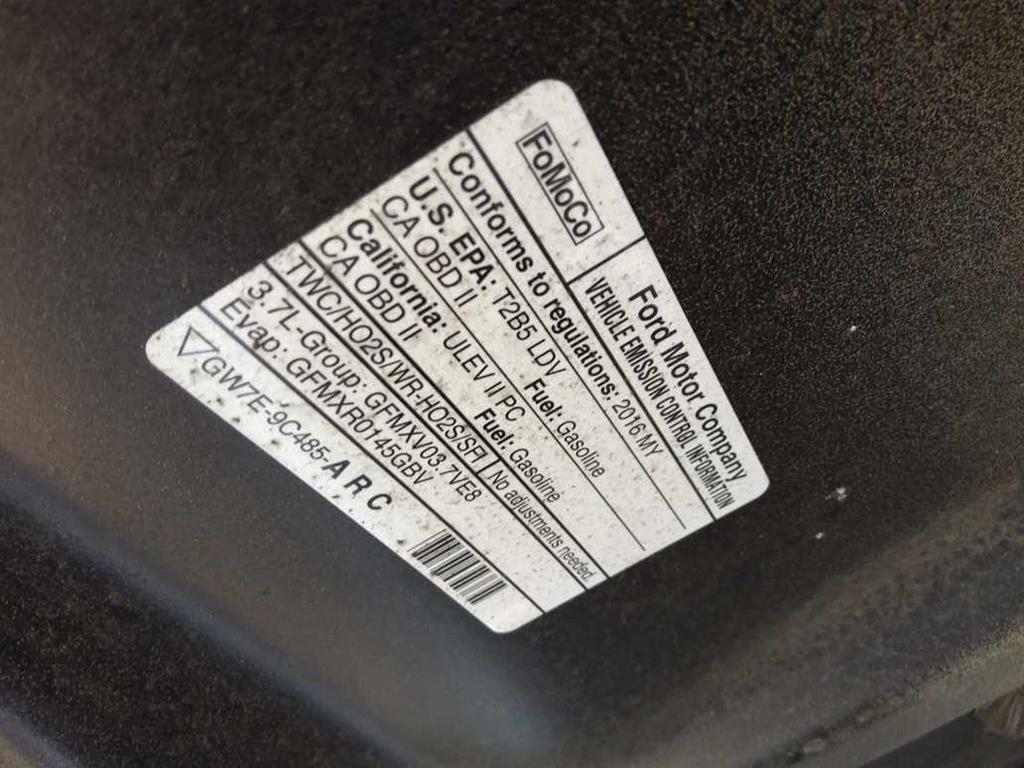 FoMoCo
Ford Motor Company
VEHICLE EMISSION CONTROL INFORMATION
Conforms to regulations: 2016 MY
U.S. EPA: T2B5 LDV Fuel: Gasoline
CA OBD II
California: ULEV II PC Fuel: Gasoline
CA OBD II
TWC/HO2S/WR-HO2S/SFI No adjustments needed.
3.7L-Group: GFMXV03.7VE8
Evap: GFMXR0145GBV
GW7E-9C485-A R C